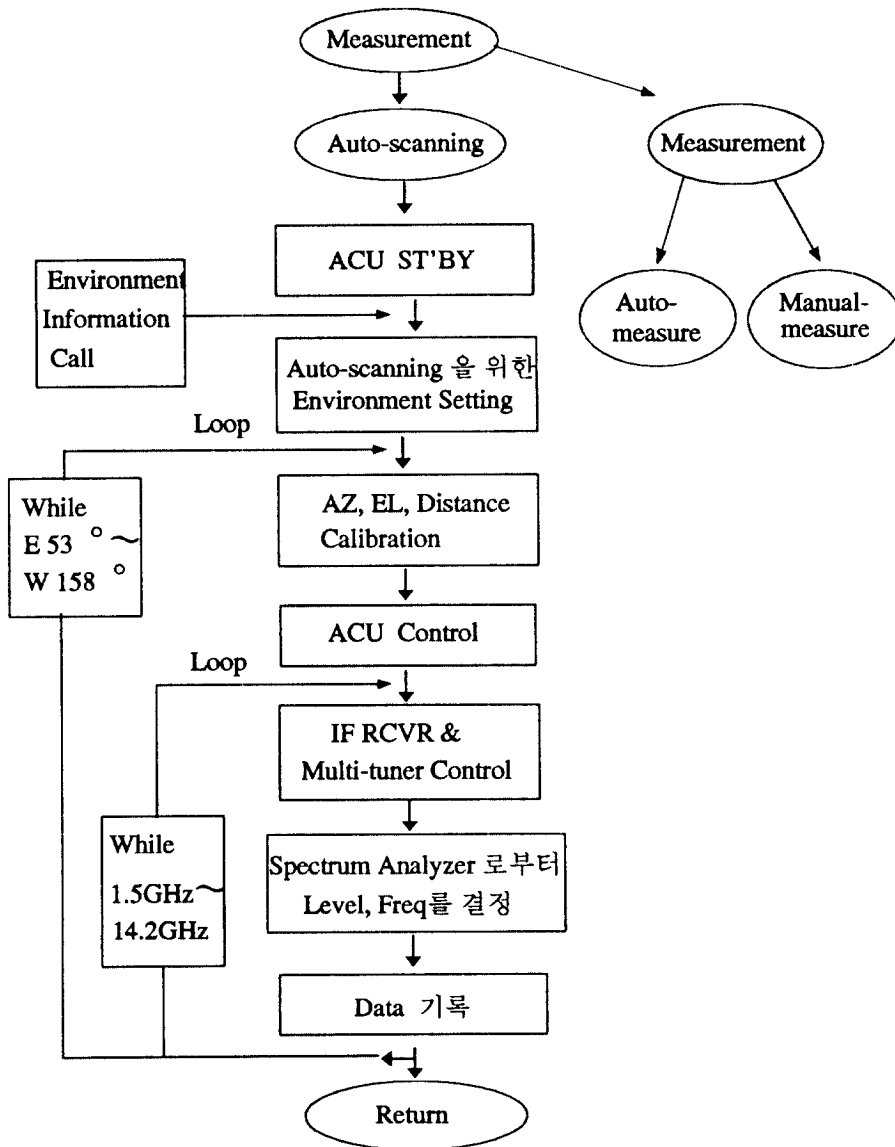 Measurement
Auto-scanning
Measurement
ACU ST'BY
Environment
Information
Call
Auto-
measure
Manual-
measure
Auto-scanning 을 위한
Environment Setting
Loop
While
E 53 ° ~
W 158 °
AZ, EL, Distance
Calibration
ACU Control
Loop
IF RCVR &
Multi-tuner Control
While
1.5GHz~
14.2GHz
Spectrum Analyzer 로부터
Level, Freq를 결정
Data 기록
Return